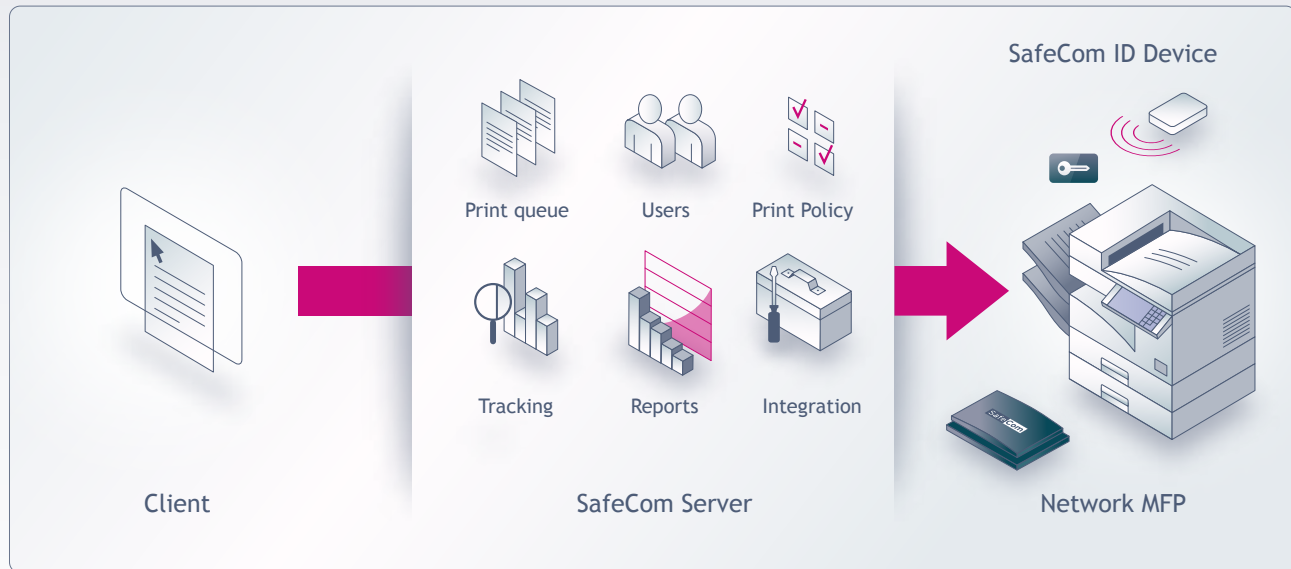 SafeCom ID Device
Print queue
Users
Print Policy
Tracking
Reports
Integration
SafeCom
Client
SafeCom Server
Network MFP